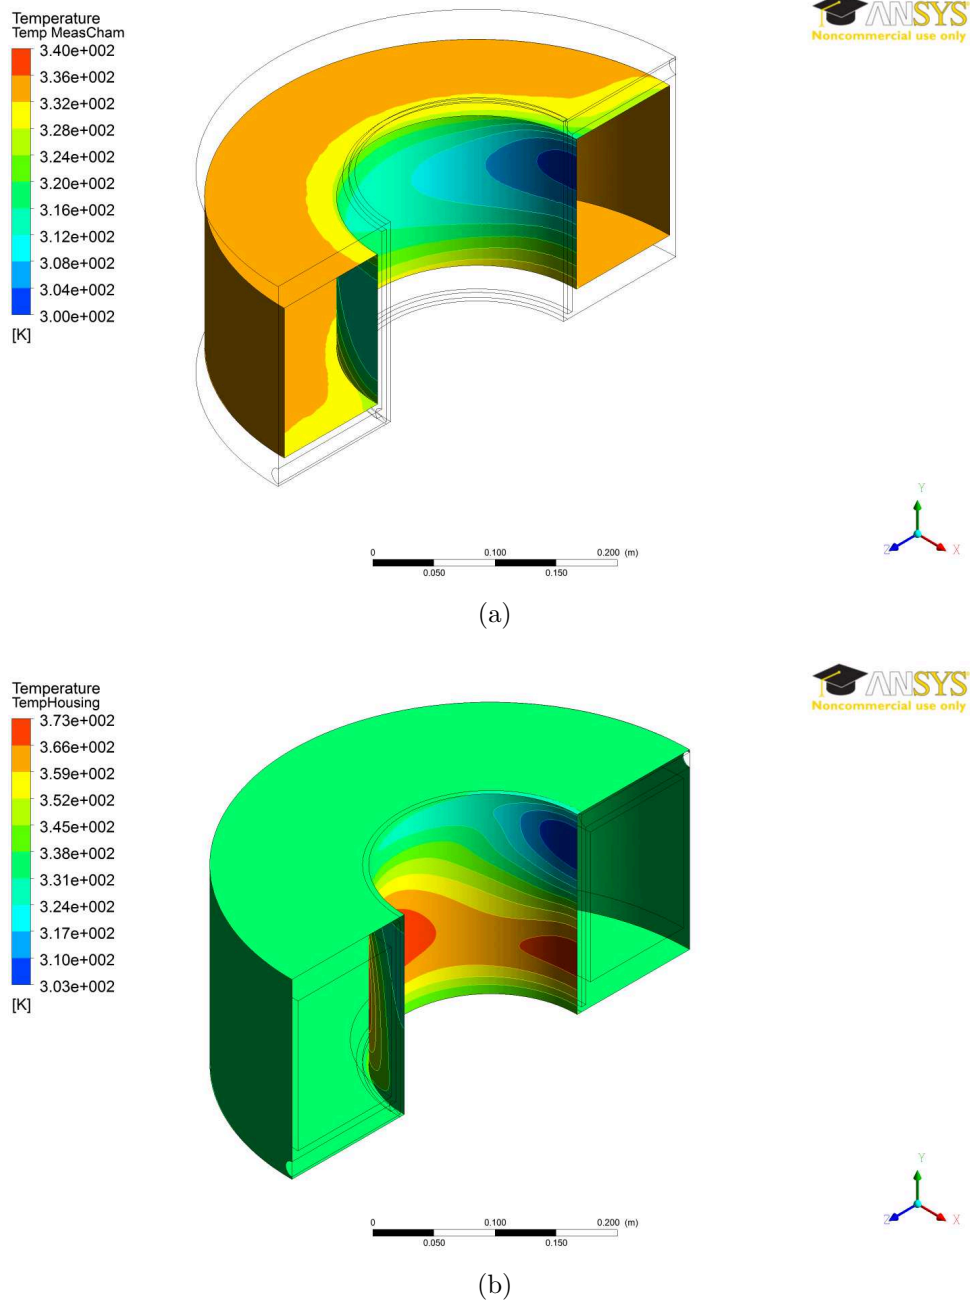 Temperature
Temp MeasCham
3.40e+002
3.36e+002
3.32e+002
3.28e+002
3.24e+002
3.20e+002
3.16e+002
3.12e+002
3.08e+002
3.04e+002
3.00e+002
[K]
ANSYS
Noncommercial use only
Y
Z X
0 0.100 0.200 (m)
0.050 0.150
(a)
Temperature
TempHousing
3.73e+002
3.66e+002
3.59e+002
3.52e+002
3.45e+002
3.38e+002
3.31e+002
3.24e+002
3.17e+002
3.10e+002
3.03e+002
[K]
ANSYS
Noncommercial use only
Y
Z X
0 0.100 0.200 (m)
0.050 0.150
(b)